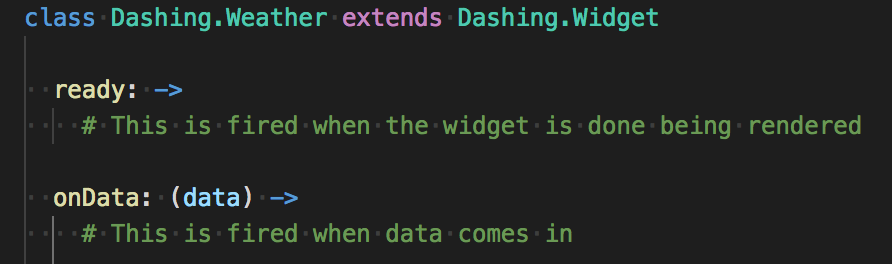 class Dashing.Weather extends Dashing.Widget
ready: ->
# This is fired when the widget is done being rendered
onData: (data) ->
# This is fired when data comes in